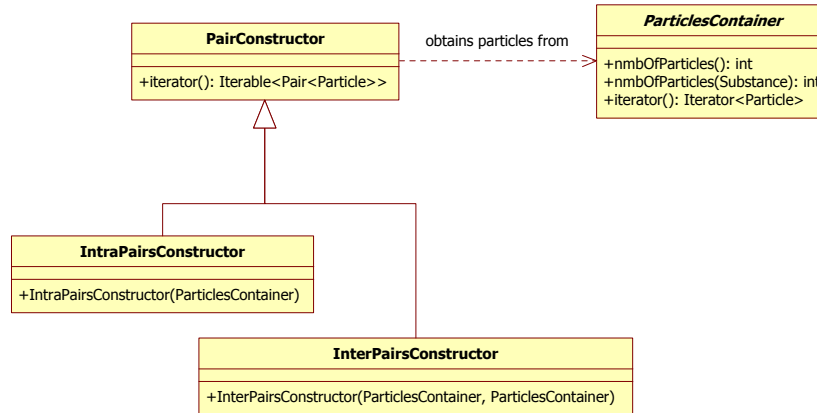 PairConstructor
+iterator(): Iterable<Pair<Particle>>
obtains particles from
ParticlesContainer
+nmbOfParticles(): int
+nmbOfParticles(Substance): int
+iterator(): Iterator<Particle>
IntraPairsConstructor
+IntraPairsConstructor(ParticlesContainer)
InterPairsConstructor
+InterPairsConstructor(ParticlesContainer, ParticlesContainer)